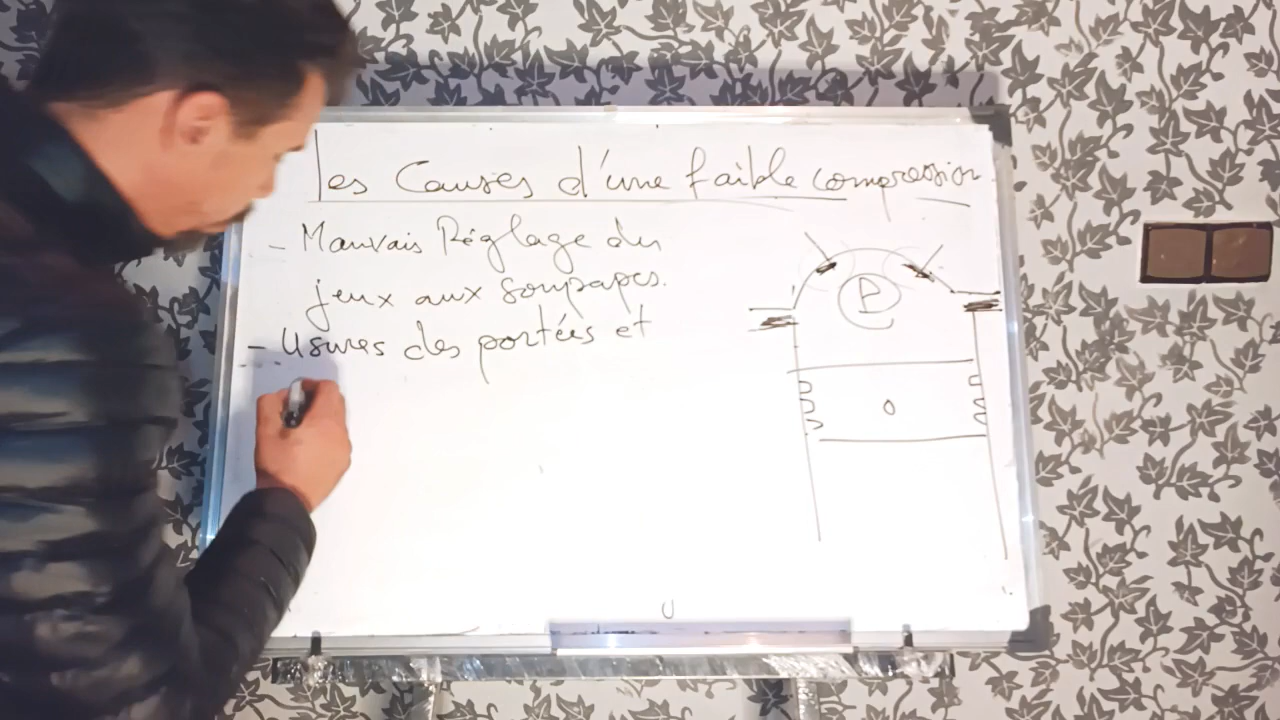 les Causes d'une faible compression.
- Mauvais Réglage du
jeux aux soupapes.
- Usures des portées et
P